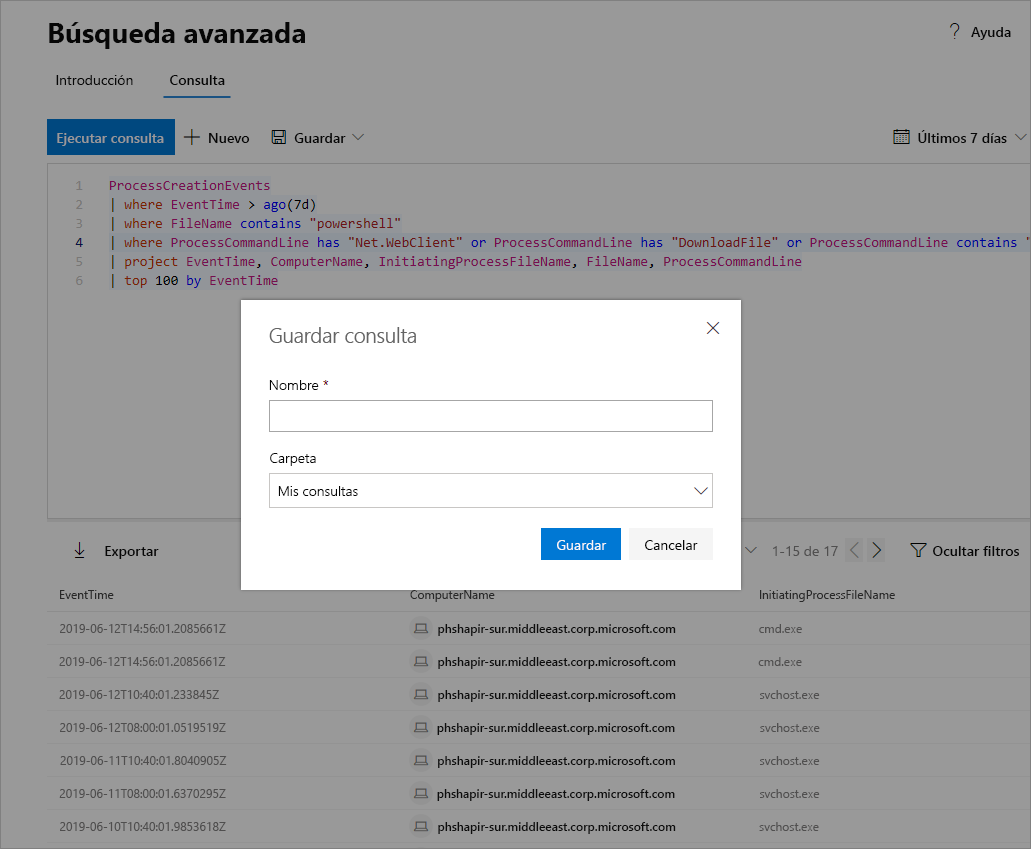 Búsqueda avanzada
? Ayuda
Introducción Consulta
Ejecutar consulta Nuevo Guardar Últimos 7 días
1 ProcessCreationEvents
2 | where EventTime > ago(7d)
3 | where FileName contains "powershell"
4 | where ProcessCommandLine has "Net.WebClient" or ProcessCommandLine has "DownloadFile" or ProcessCommandLine contains "
5 | project EventTime, ComputerName, InitiatingProcessFileName, FileName, ProcessCommandLine
6 | top 100 by EventTime
Guardar consulta
Nombre *
Carpeta
Mis consultas
Guardar Cancelar
Exportar 1-15 de 17 Ocultar filtros
EventTime ComputerName InitiatingProcessFileName
2019-06-12T14:56:01.2085661Z phshapir-sur.middleeast.corp.microsoft.com cmd.exe
2019-06-12T14:56:01.2085661Z phshapir-sur.middleeast.corp.microsoft.com cmd.exe
2019-06-12T10:40:01.233845Z phshapir-sur.middleeast.corp.microsoft.com svchost.exe
2019-06-12T08:00:01.0519519Z phshapir-sur.middleeast.corp.microsoft.com svchost.exe
2019-06-11T10:40:01.8040905Z phshapir-sur.middleeast.corp.microsoft.com svchost.exe
2019-06-11T08:00:01.6370295Z phshapir-sur.middleeast.corp.microsoft.com svchost.exe
2019-06-10T10:40:01.9853618Z phshapir-sur.middleeast.corp.microsoft.com svchost.exe